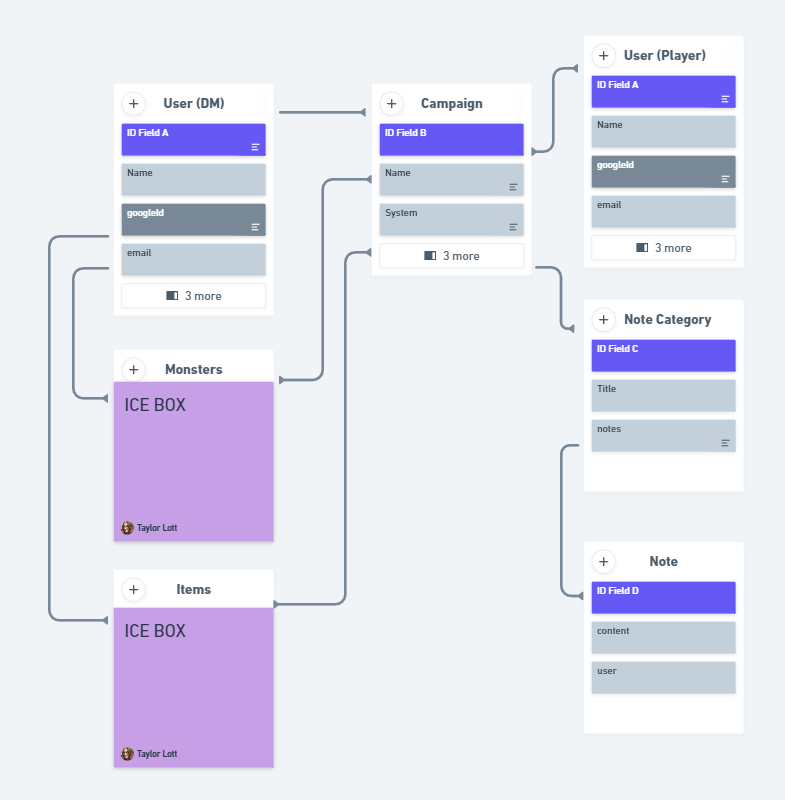 User (DM)
ID Field A
Name
googleId
email
3 more
Monsters
ICE BOX
Taylor Lott
Items
ICE BOX
Taylor Lott
Campaign
ID Field B
Name
System
3 more
User (Player)
ID Field A
Name
googleId
email
3 more
Note Category
ID Field C
Title
notes
Note
ID Field D
content
user